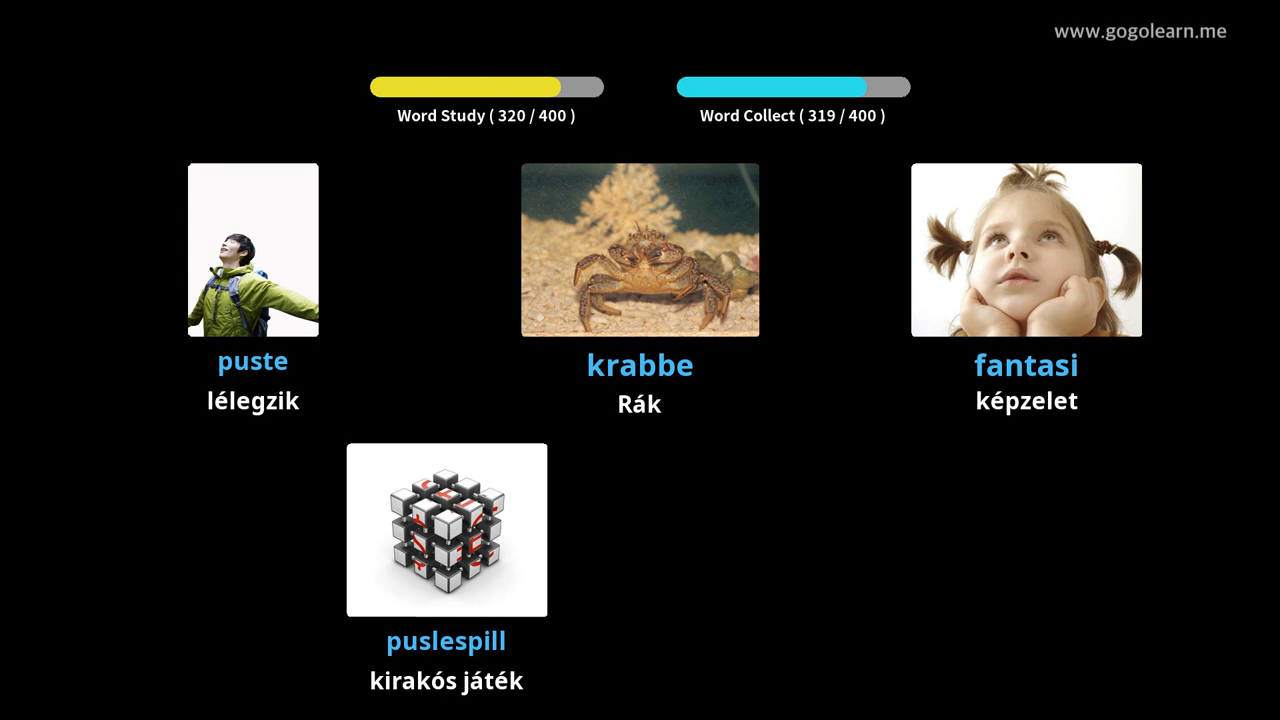 www.gogolearn.me
Word Study ( 320 / 400 )
Word Collect ( 319 / 400 )
puste
lélegzik
krabbe
Rák
fantasi
képzelet
puslespill
kirakós játék